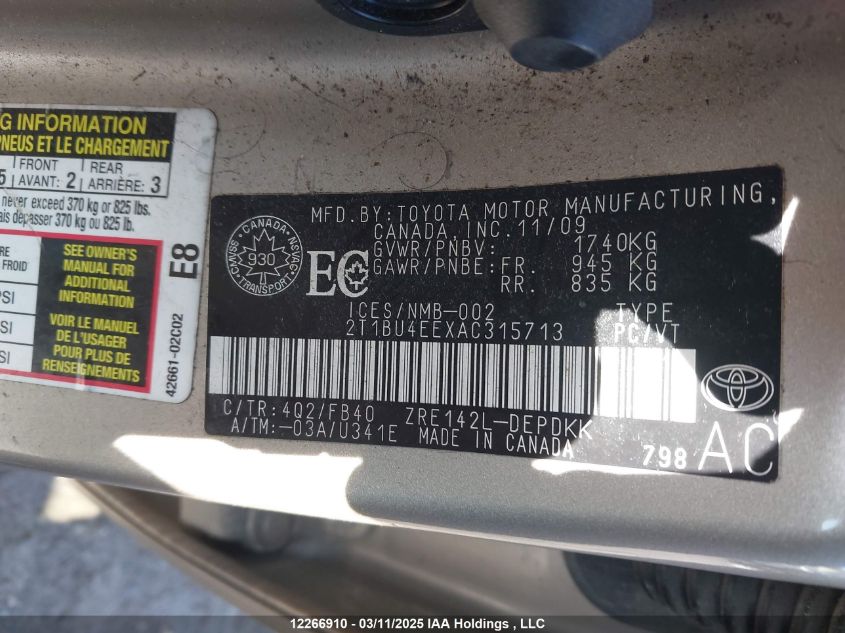 G INFORMATION
PNEUS ET LE CHARGEMENT
5 FRONT AVANT: 2 REAR ARRIÈRE: 3
never exceed 370 kg or 825 lbs.
ais dépasser 370 kg ou 825 lb.
RE
FROID
PSI
SI
SI
SEE OWNER'S
MANUAL FOR
ADDITIONAL
INFORMATION
VOIR LE MANUEL
DE L'USAGER
POUR PLUS DE
RENSEIGNEMENTS
E8
42661-02C02
CANADA
930
TRANSPORT
CMVSS
NSVAC
EC
MFD.BY:TOYOTA MOTOR MANUFACTURING,
CANADA,INC.11/09
GVWR/PNBV: 1740KG
GAWR/PNBE:FR. 945 KG
RR. 835 KG
ICES/NMB-002 TYPE
2T1BU4EEXAC315713 PC/VT
C/TR:4Q2/FB40 ZRE142L-DEPDKK
A/TM:-03A/U341E MADE IN CANADA
798 AC
12266910 - 03/11/2025 IAA Holdings , LLC